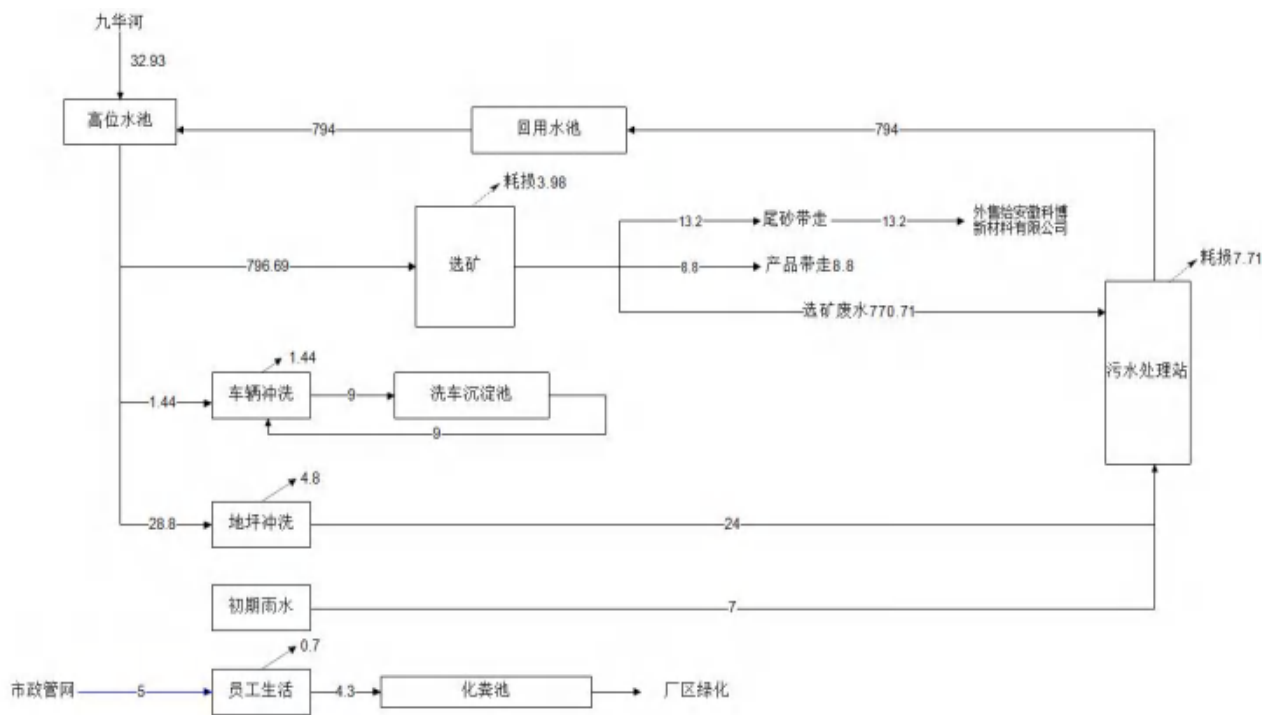 九华河
32.93
高位水池
794
回用水池
794
耗损3.98
选矿
796.69
13.2
尾砂带走
13.2
外售给安徽科博
新材料有限公司
8.8
产品带走8.8
选矿废水770.71
耗损7.71
污水处理站
1.44
1.44
车辆冲洗
9
洗车沉淀池
9
4.8
28.8
地坪冲洗
24
初期雨水
7
0.7
市政管网
5
员工生活
4.3
化粪池
厂区绿化